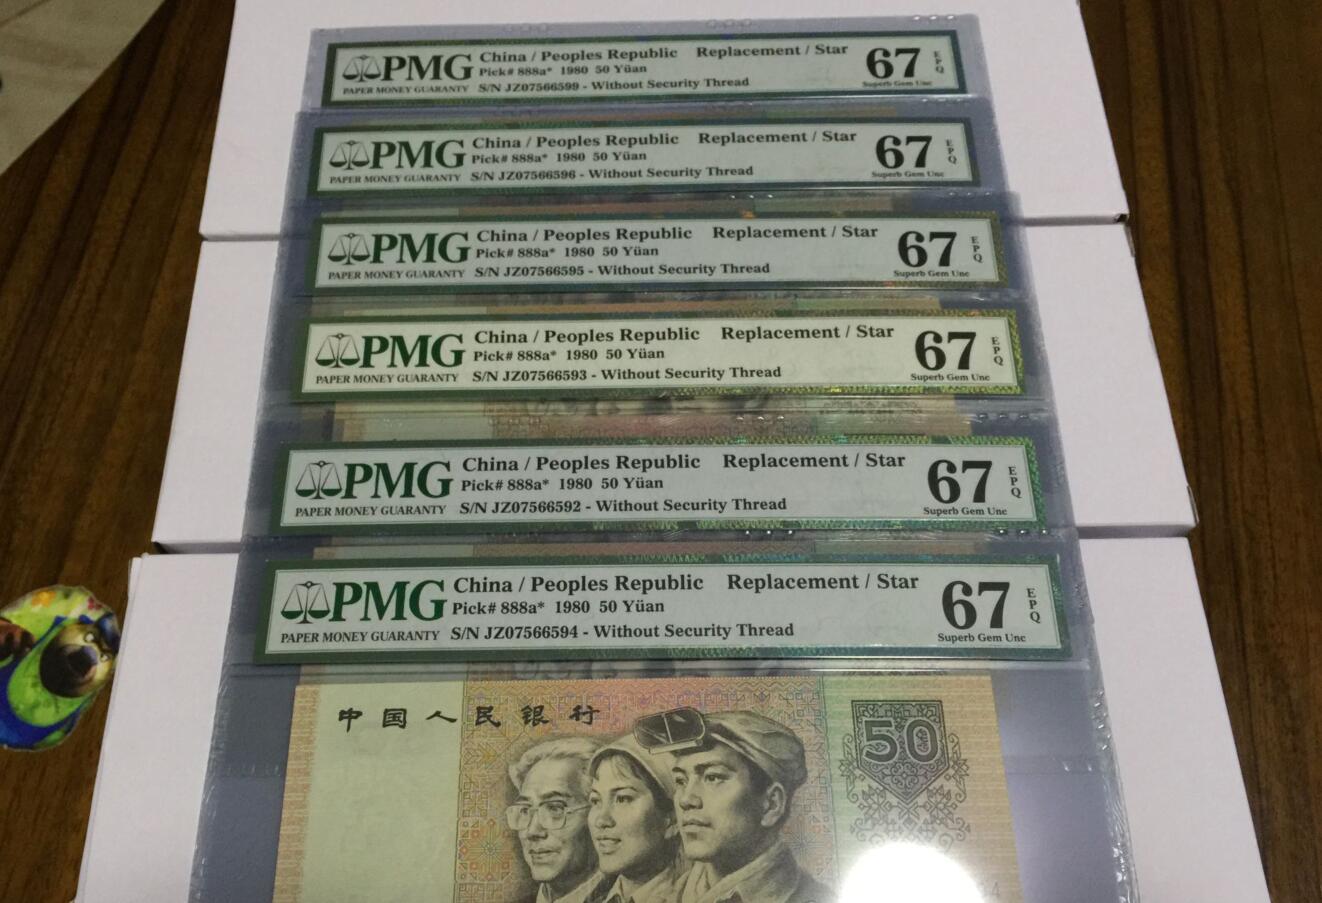 PMG China / Peoples Republic Replacement / Star 67 EPQ
Pick# 888a* 1980 50 Yüan
PAPER MONEY GUARANTY S/N JZ07566599 - Without Security Thread Superb Gem Unc
PMG China / Peoples Republic Replacement / Star 67 EPQ
Pick# 888a* 1980 50 Yüan
PAPER MONEY GUARANTY S/N JZ07566596 - Without Security Thread Superb Gem Unc
PMG China / Peoples Republic Replacement / Star 67 EPQ
Pick# 888a* 1980 50 Yüan
PAPER MONEY GUARANTY S/N JZ07566595 - Without Security Thread Superb Gem Unc
PMG China / Peoples Republic Replacement / Star 67 EPQ
Pick# 888a* 1980 50 Yüan
PAPER MONEY GUARANTY S/N JZ07566593 - Without Security Thread Superb Gem Unc
PMG China / Peoples Republic Replacement / Star 67 EPQ
Pick# 888a* 1980 50 Yüan
PAPER MONEY GUARANTY S/N JZ07566592 - Without Security Thread Superb Gem Unc
PMG China / Peoples Republic Replacement / Star 67 EPQ
Pick# 888a* 1980 50 Yüan
PAPER MONEY GUARANTY S/N JZ07566594 - Without Security Thread Superb Gem Unc
中国人民银行
50